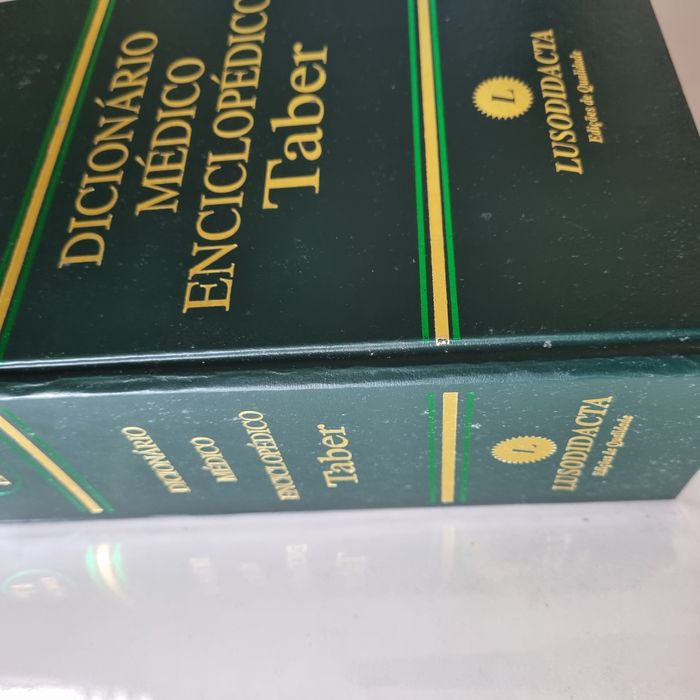 DICIONÁRIO
MÉDICO
ENCICLOPÉDICO
Taber
L
LUSODIDACTA
Edições de Qualidade
DICIONÁRIO
MÉDICO
ENCICLOPÉDICO
Taber
L
LUSODIDACTA
Edições de Qualidade